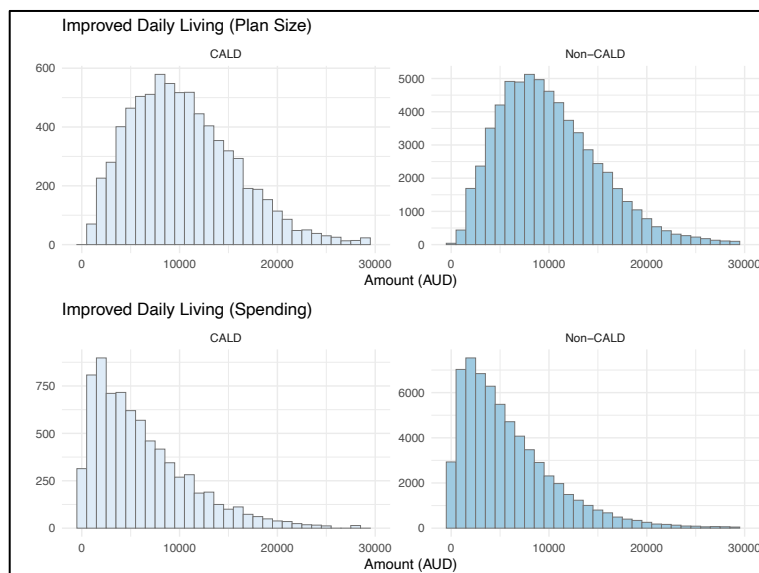 Improved Daily Living (Plan Size)
CALD
Non-CALD
600
400
200
0
5000
4000
3000
2000
1000
0
0 10000 20000 30000
0 10000 20000 30000
Amount (AUD)
Improved Daily Living (Spending)
CALD
Non-CALD
750
500
250
0
6000
4000
2000
0
0 10000 20000 30000
0 10000 20000 30000
Amount (AUD)